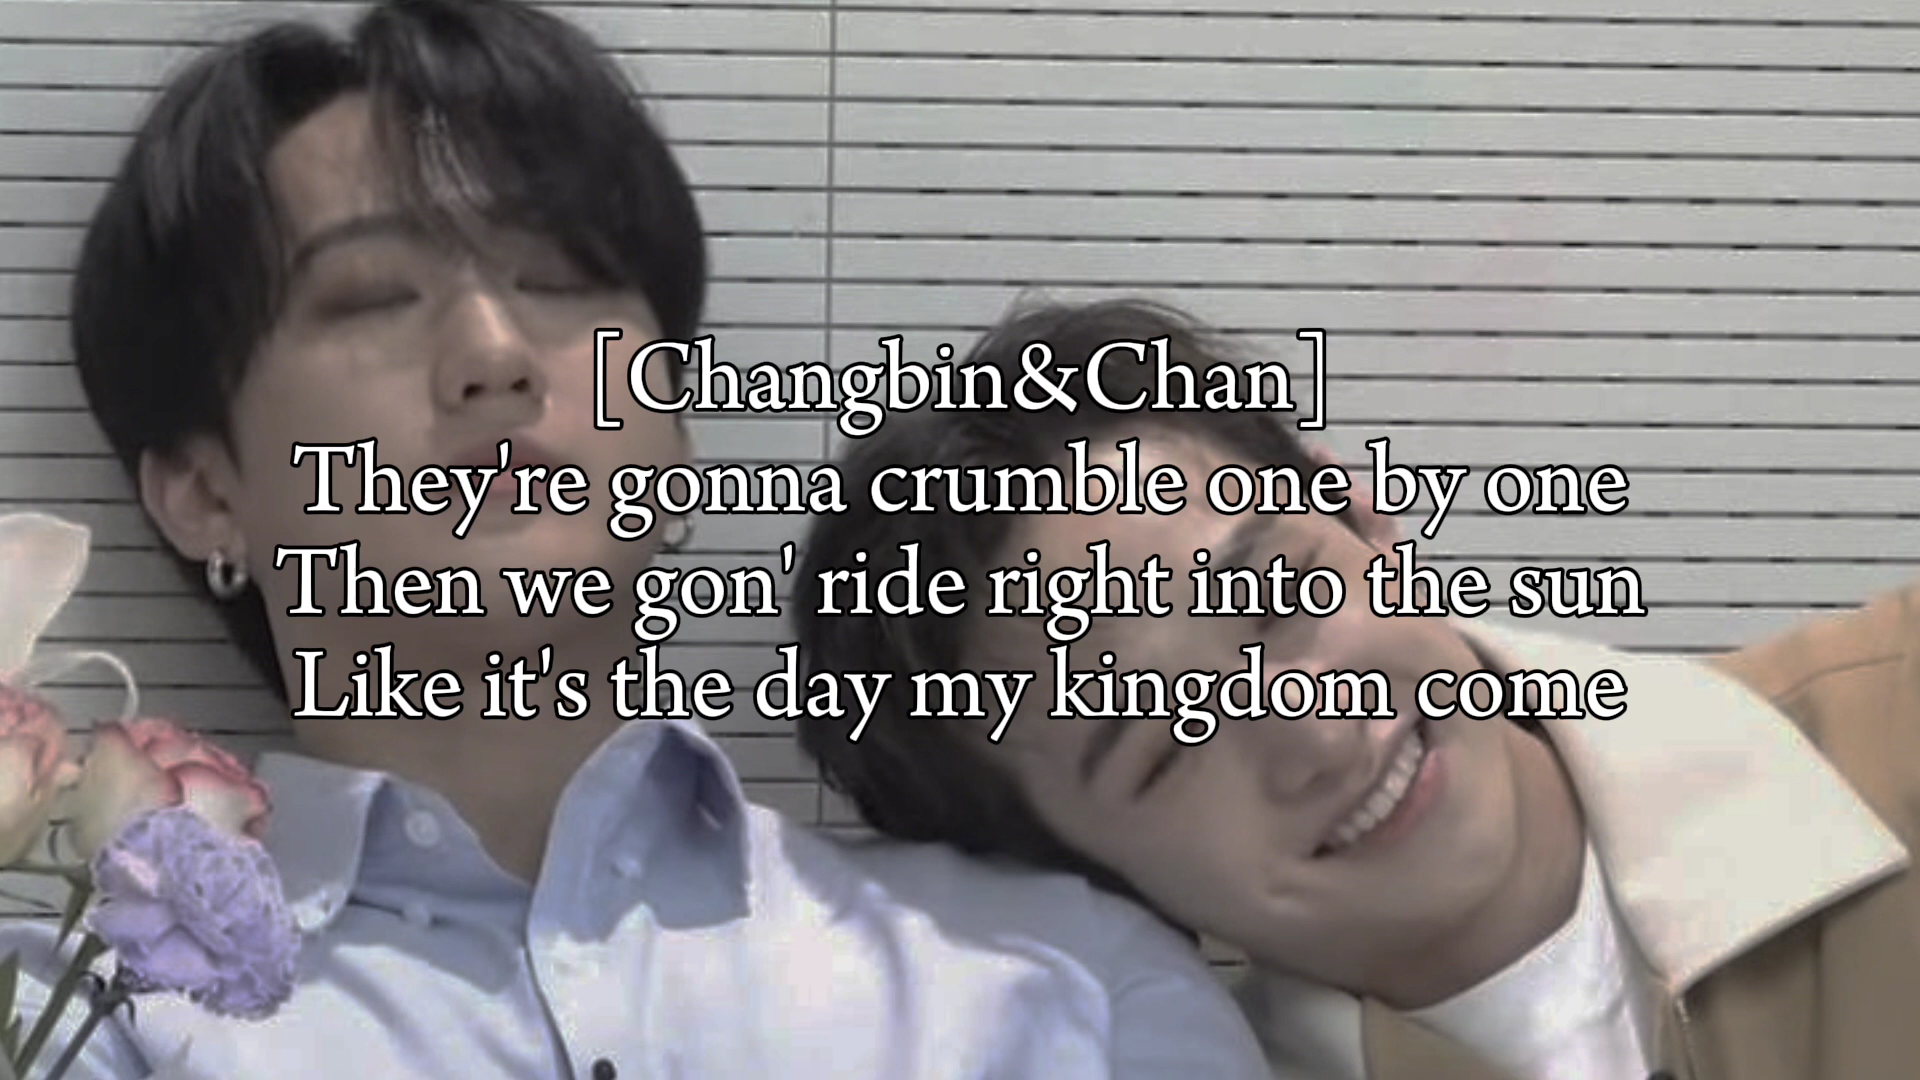 [Changbin&Chan]
They're gonna crumble one by one
Then we gon' ride right into the sun
Like it's the day my kingdom come